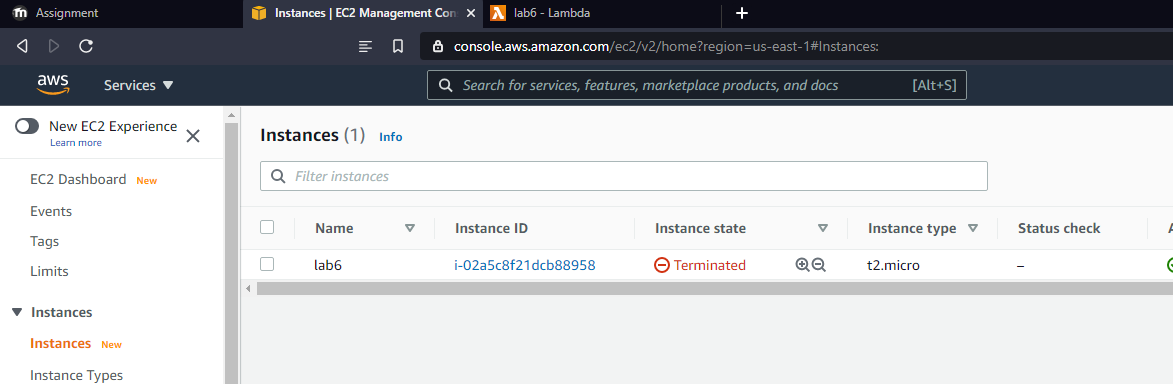 Assignment
Instances | EC2 Management Con
lab6 - Lambda
console.aws.amazon.com/ec2/v2/home?region=us-east-1#Instances:
aws
Services
Search for services, features, marketplace products, and docs
[Alt+S]
New EC2 Experience
Learn more
EC2 Dashboard New
Events
Tags
Limits
Instances
Instances New
Instance Types
Instances (1) Info
Filter instances
Name Instance ID Instance state Instance type Status check
lab6 i-02a5c8f21dcb88958 Terminated t2.micro –